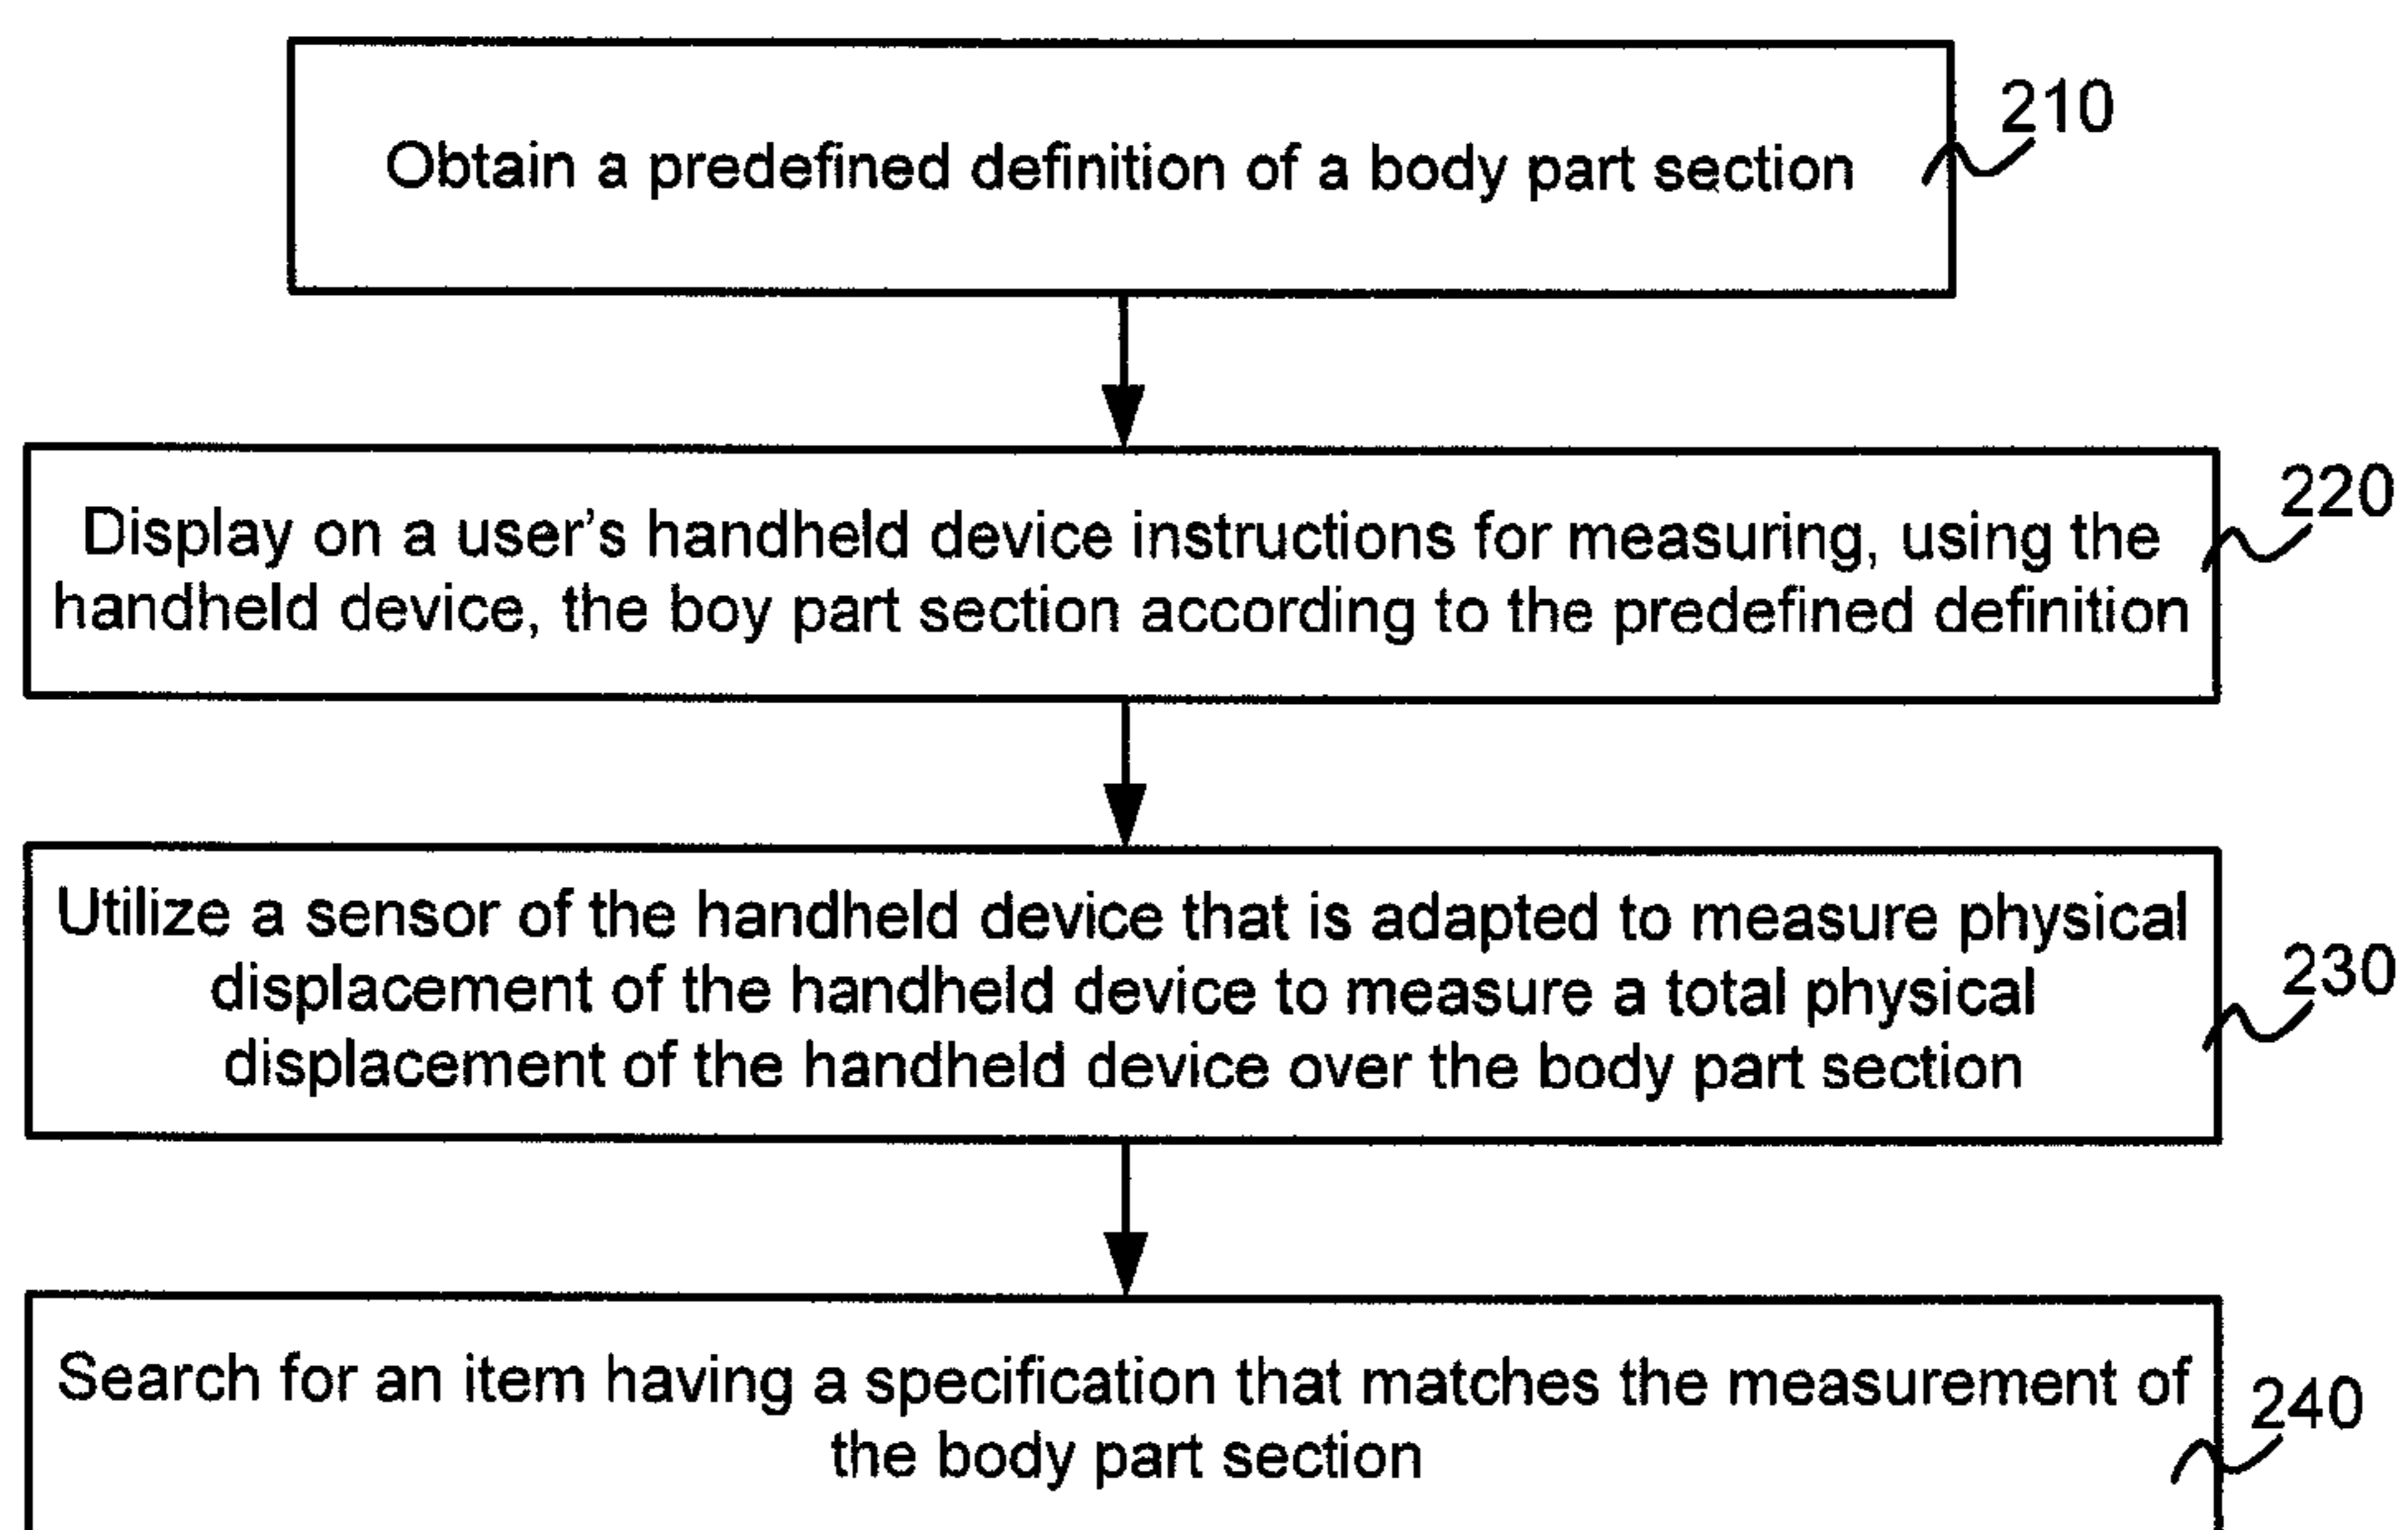 Obtain a predefined definition of a body part section
210
Display on a user's handheld device instructions for measuring, using the
handheld device, the boy part section according to the predefined definition
220
Utilize a sensor of the handheld device that is adapted to measure physical
displacement of the handheld device to measure a total physical
displacement of the handheld device over the body part section
230
Search for an item having a specification that matches the measurement of
the body part section
240